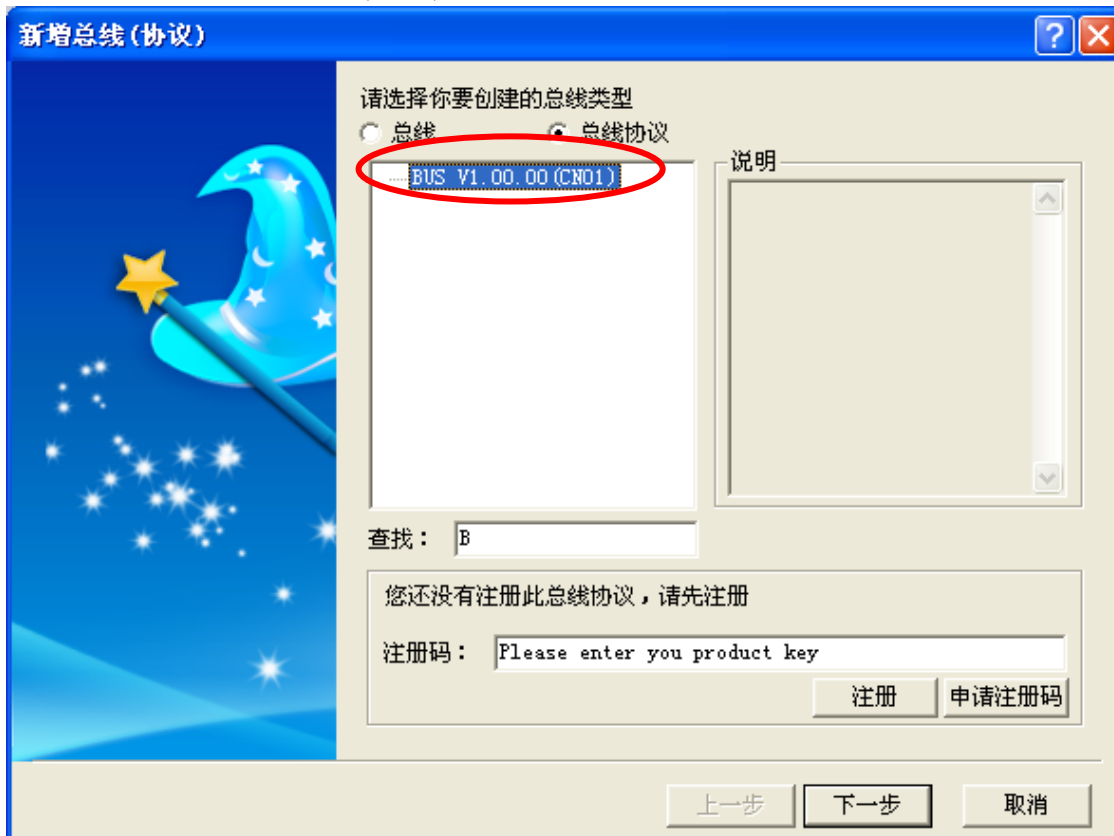 新增总线(协议)
请选择你要创建的总线类型
总线 总线协议
BUS V1.00.00(CN01)
说明
查找： B
您还没有注册此总线协议，请先注册
注册码： Please enter you product key
注册 申请注册码
上一步 下一步 取消